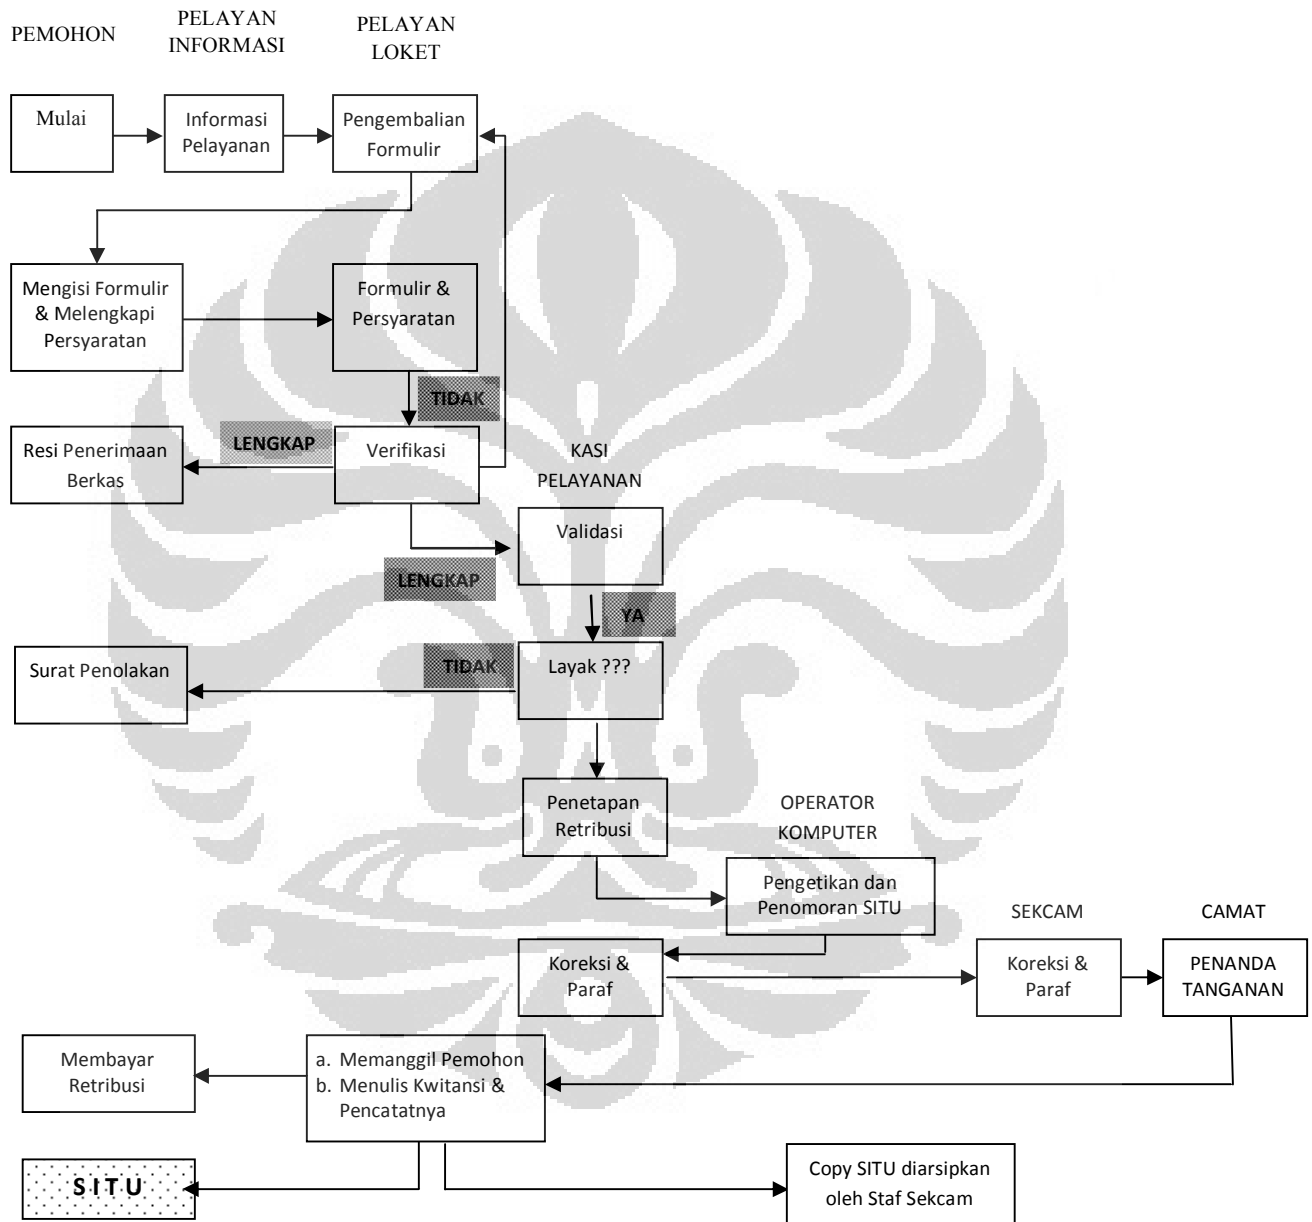 PEMOHON
PELAYAN
INFORMASI
PELAYAN
LOKET
Mulai
Informasi
Pelayanan
Pengembalian
Formulir
Mengisi Formulir
& Melengkapi
Persyaratan
Formulir &
Persyaratan
TIDAK
LENGKAP
Resi Penerimaan
Berkas
Verifikasi
KASI
PELAYANAN
Validasi
LENGKAP
YA
Surat Penolakan
TIDAK
Layak ???
Penetapan
Retribusi
OPERATOR
KOMPUTER
Pengetikan dan
Penomoran SITU
SEKCAM
CAMAT
Koreksi &
Paraf
Koreksi &
Paraf
PENANDA
TANGANAN
Membayar
Retribusi
a. Memanggil Pemohon
b. Menulis Kwitansi &
Pencatatnya
S I T U
Copy SITU diarsipkan
oleh Staf Sekcam